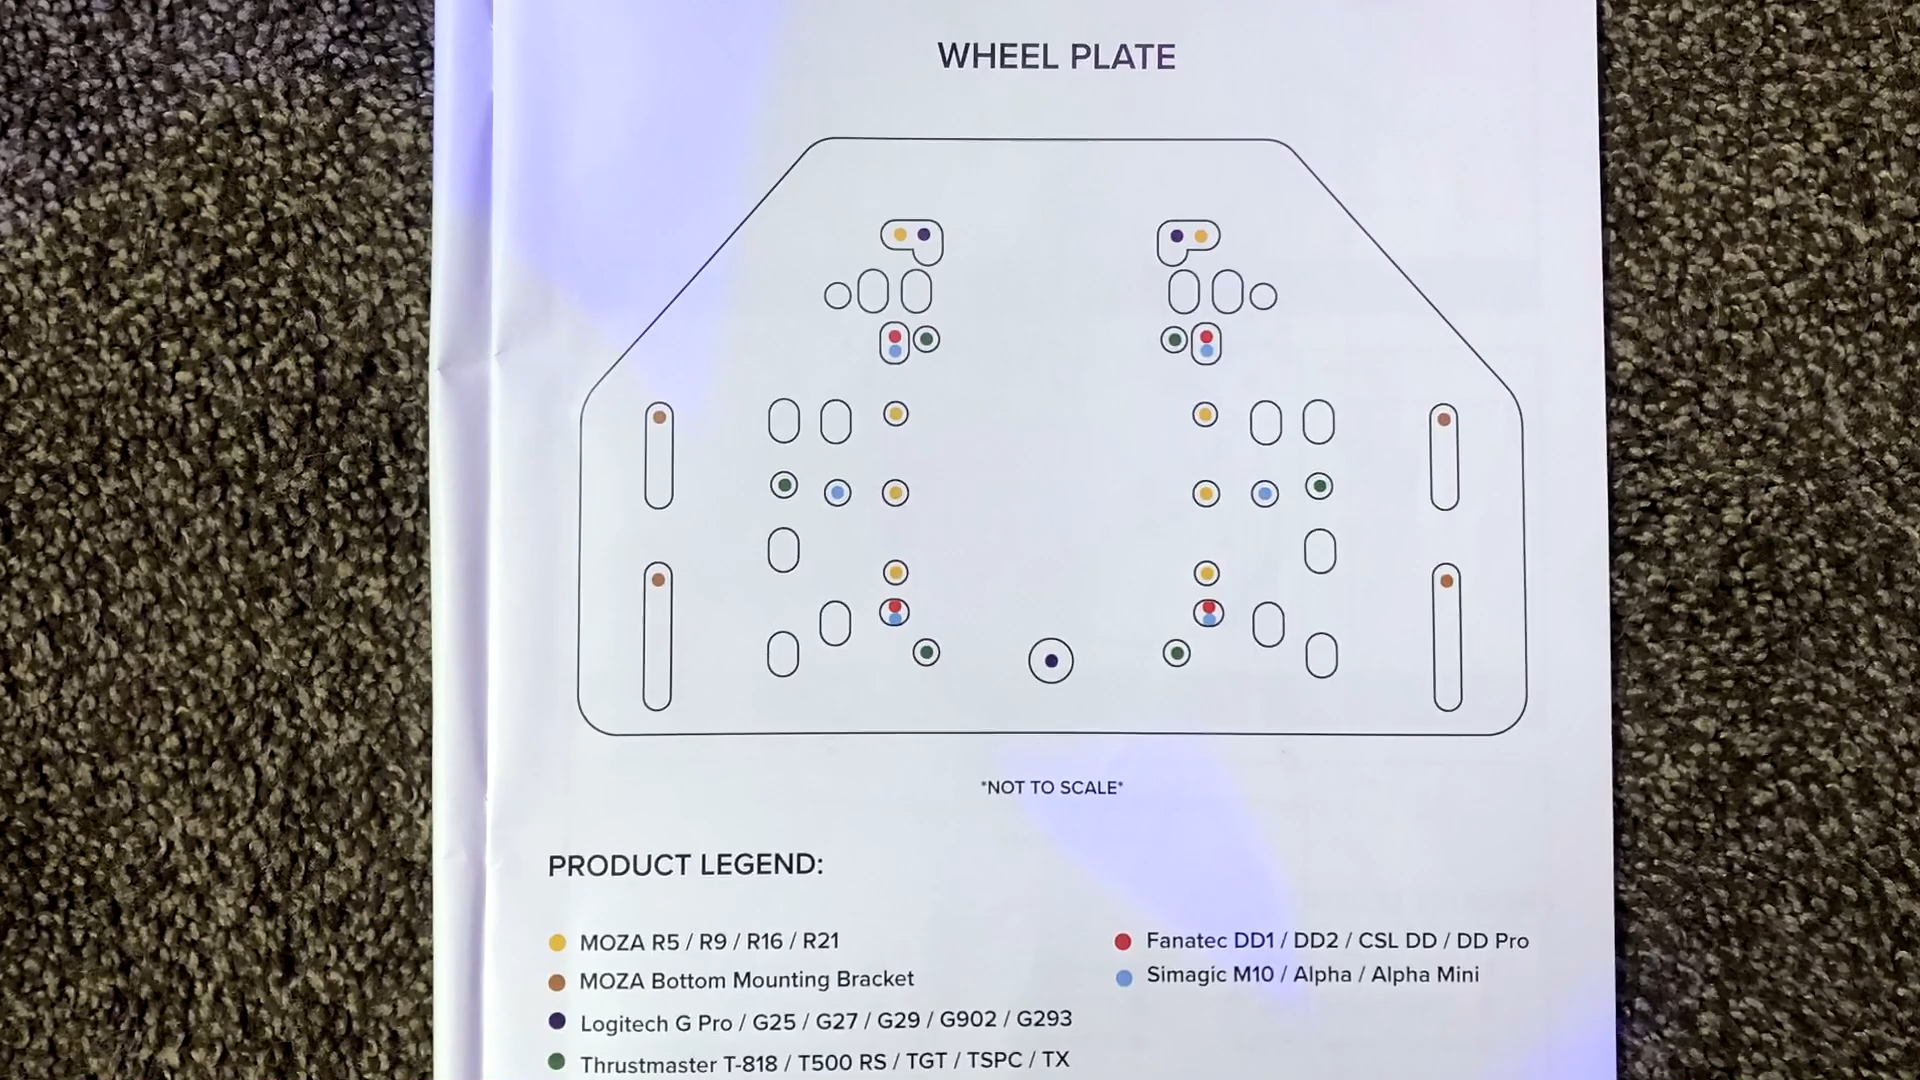 WHEEL PLATE
*NOT TO SCALE*
PRODUCT LEGEND:
MOZA R5 / R9 / R16 / R21
MOZA Bottom Mounting Bracket
Logitech G Pro / G25 / G27 / G29 / G902 / G293
Thrustmaster T-818 / T500 RS / TGT / TSPC / TX
Fanatec DD1 / DD2 / CSL DD / DD Pro
Simagic M10 / Alpha / Alpha Mini